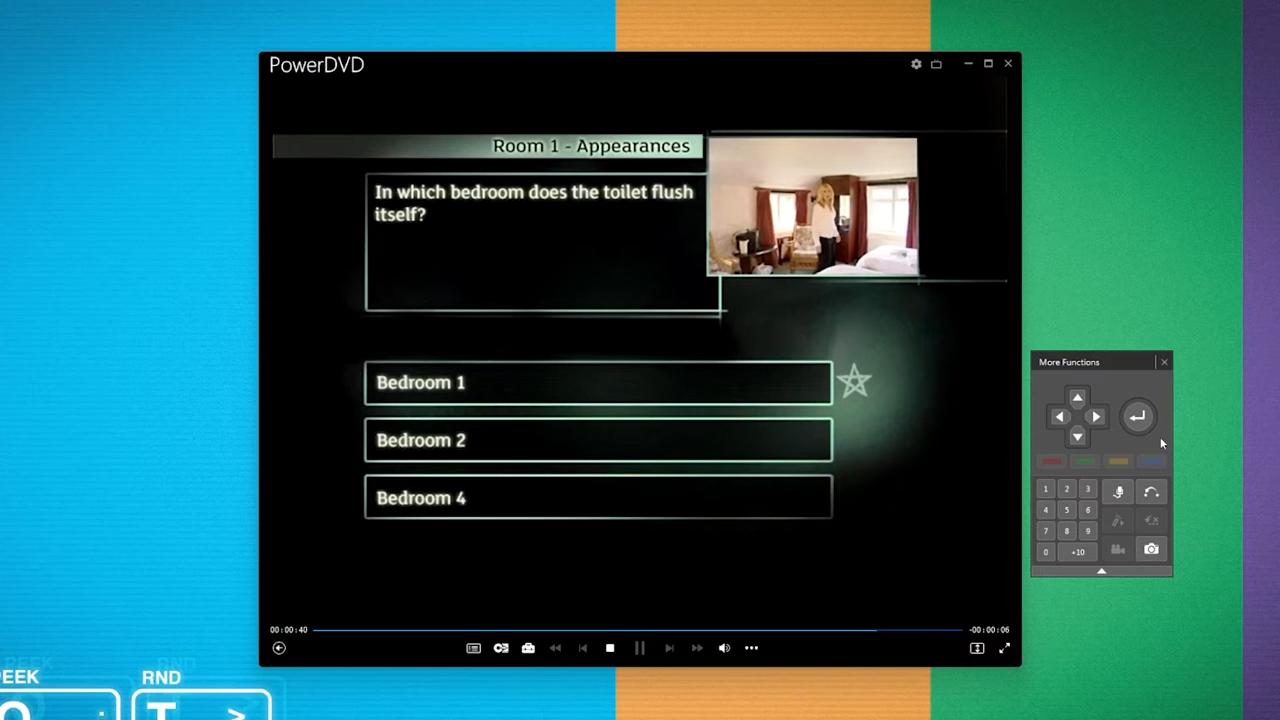 PowerDVD
Room 1 - Appearances
In which bedroom does the toilet flush
itself?
Bedroom 1
Bedroom 2
Bedroom 4
More Functions
1 2 3
4 5 6
7 8 9
0 +10
00:00:40
-00:00:06
PEEK
RND
T >